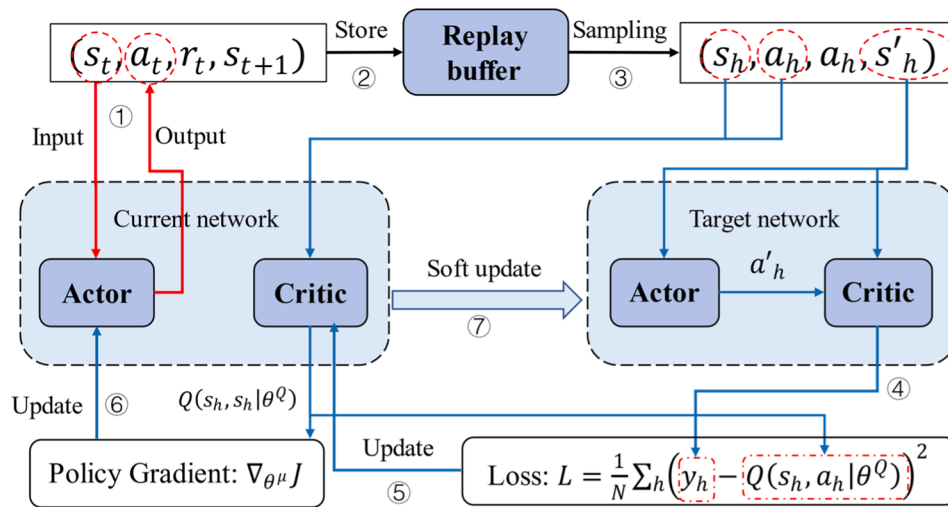 (s_t, a_t, r_t, s_{t+1})
Store
②
Replay
buffer
Sampling
③
(s_h, a_h, a_h, s'_h)
①
Input
Output
Current network
Actor
Critic
Soft update
⑦
Target network
Actor
a'_h
Critic
Update
⑥
Q(s_h, s_h|θ^Q)
④
Policy Gradient: ∇_{θ^μ} J
Update
⑤
Loss: L = \frac{1}{N} ∑_h (y_h − Q(s_h, a_h|θ^Q))^2